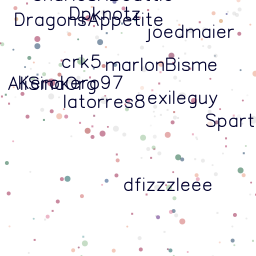 Dpknotz
DragonsAppetite
joedmaier
crk5
marlonBisme
latorres8
exileguy
Spart
dfizzzleee